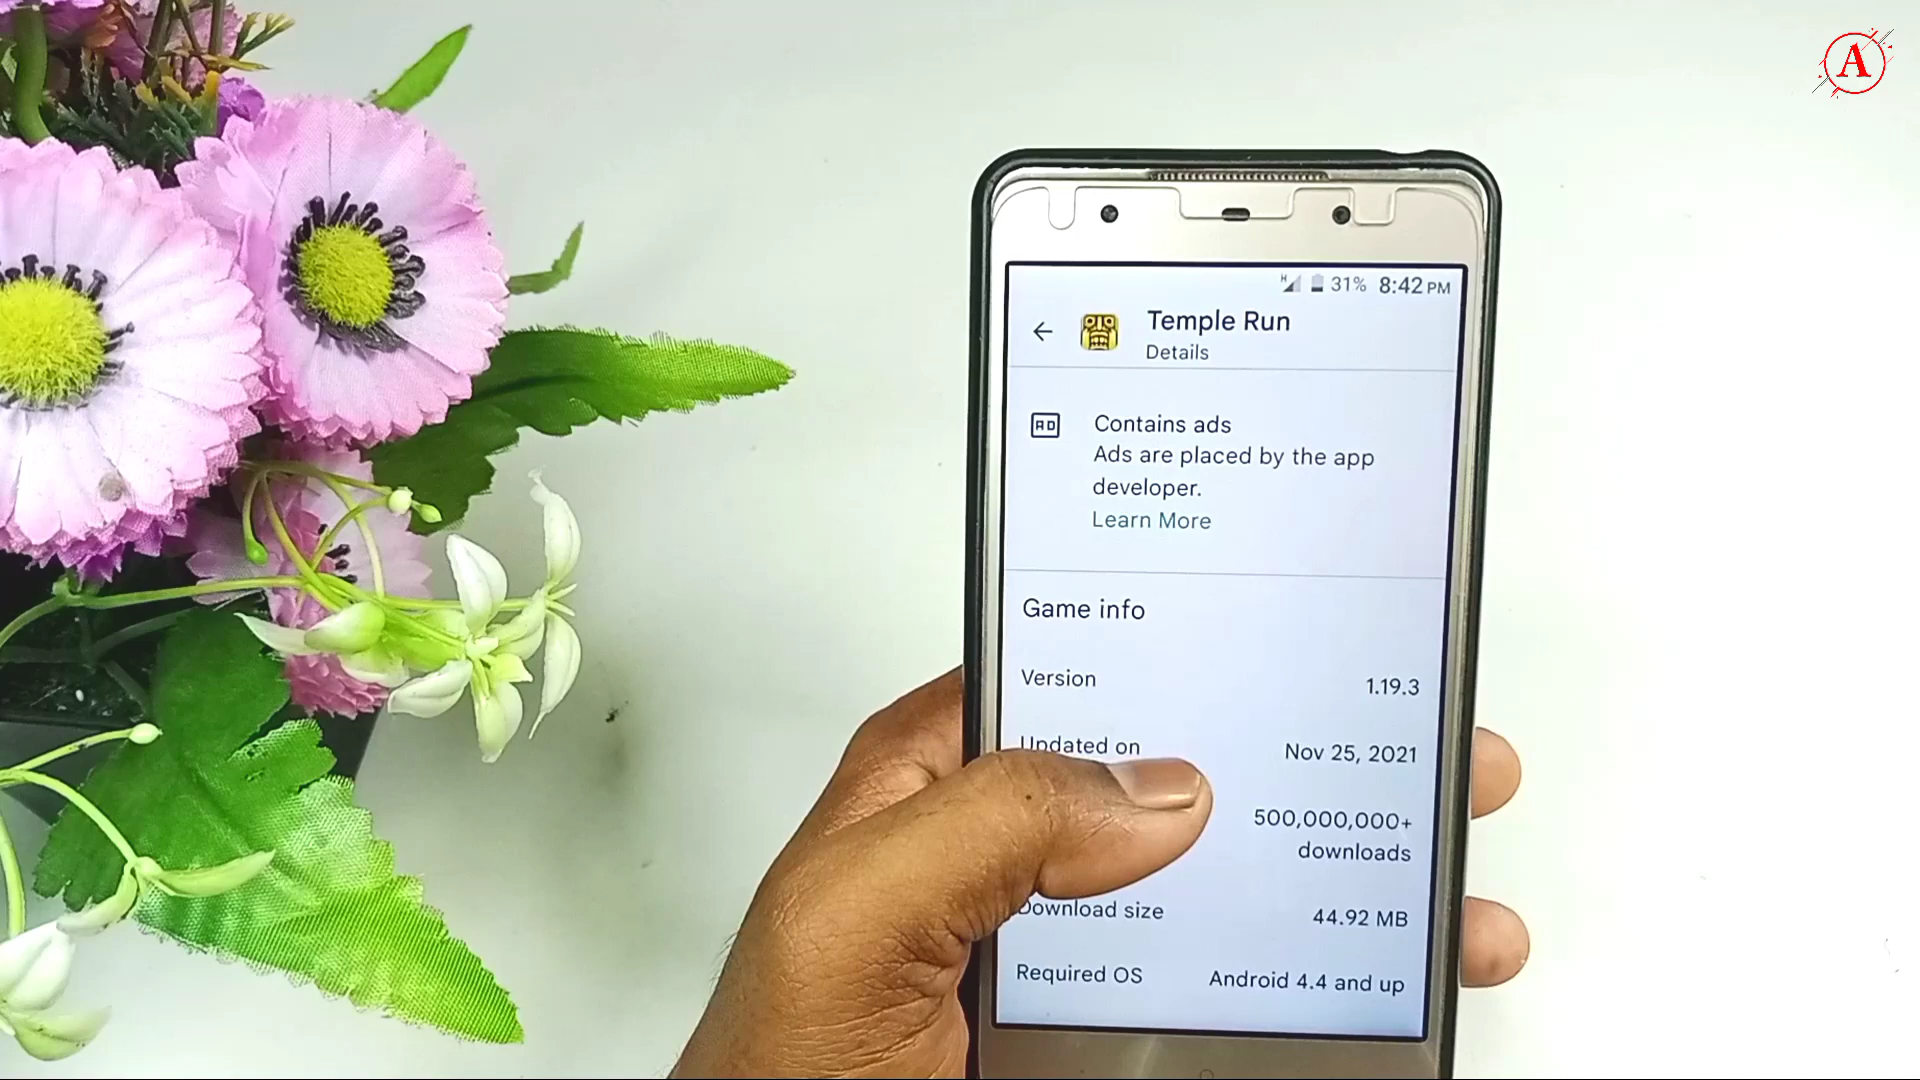 A
H 31% 8:42 PM
Temple Run
Details
AD
Contains ads
Ads are placed by the app
developer.
Learn More
Game info
Version 1.19.3
Updated on Nov 25, 2021
500,000,000+
downloads
Download size 44.92 MB
Required OS Android 4.4 and up